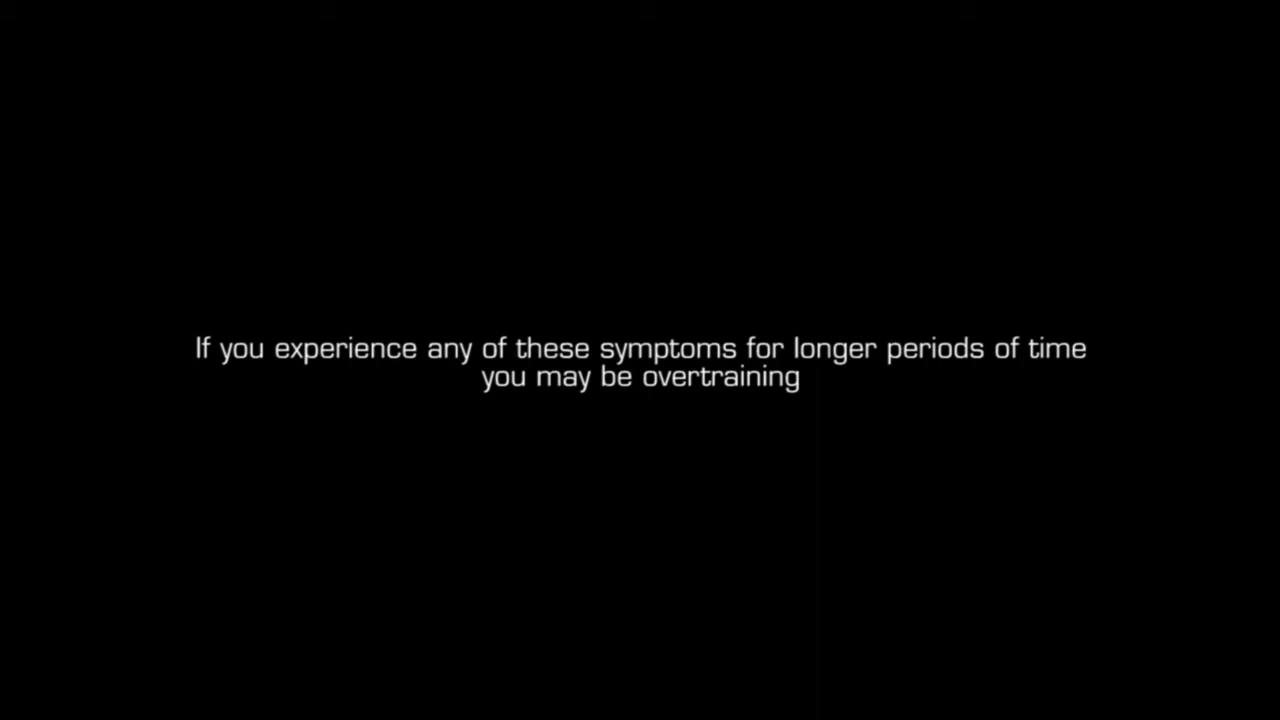 If you experience any of these symptoms for longer periods of time
you may be overtraining